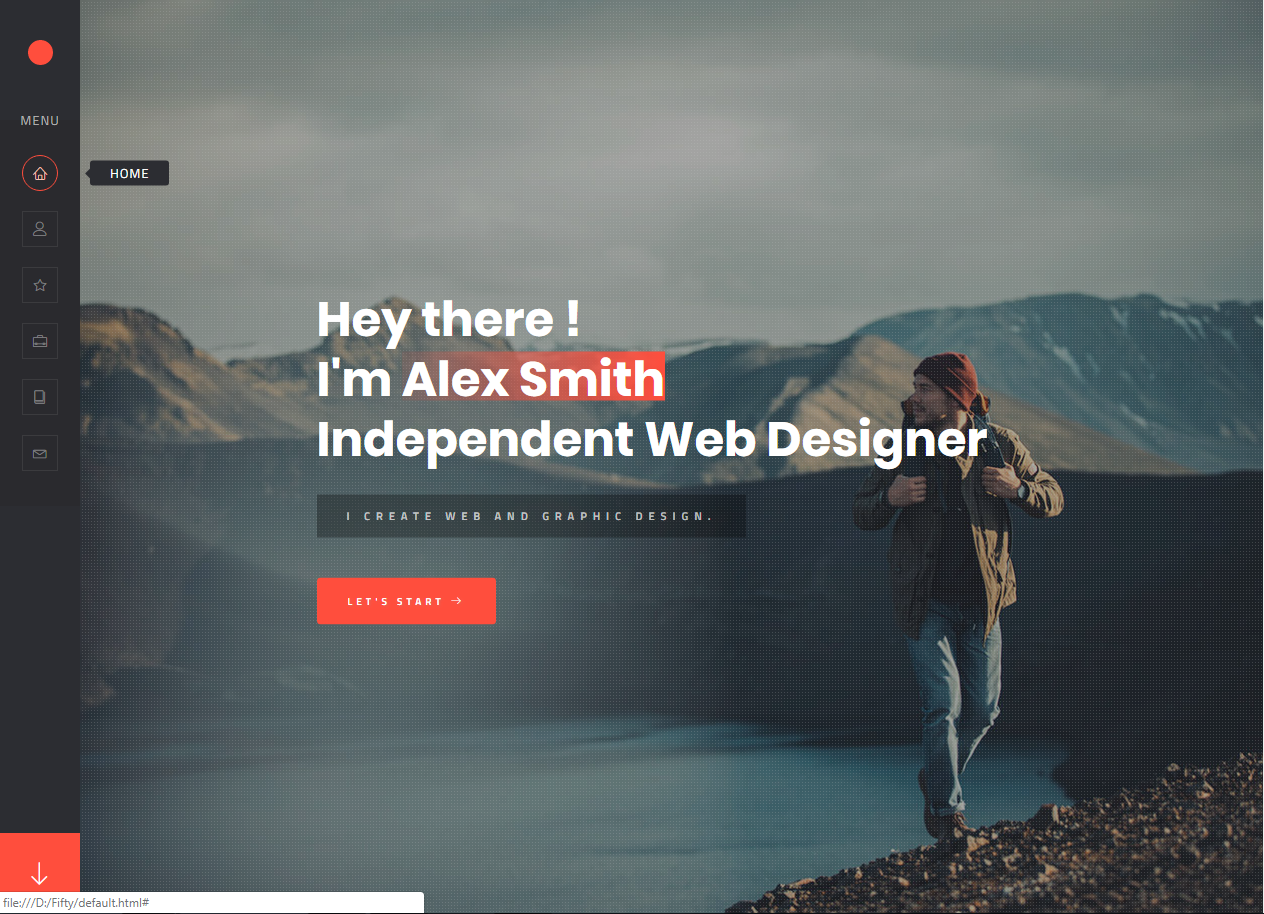 MENU
HOME
Hey there !
I'm Alex Smith
Independent Web Designer
I CREATE WEB AND GRAPHIC DESIGN.
LET'S START →
file:///D:/Fifty/default.html#